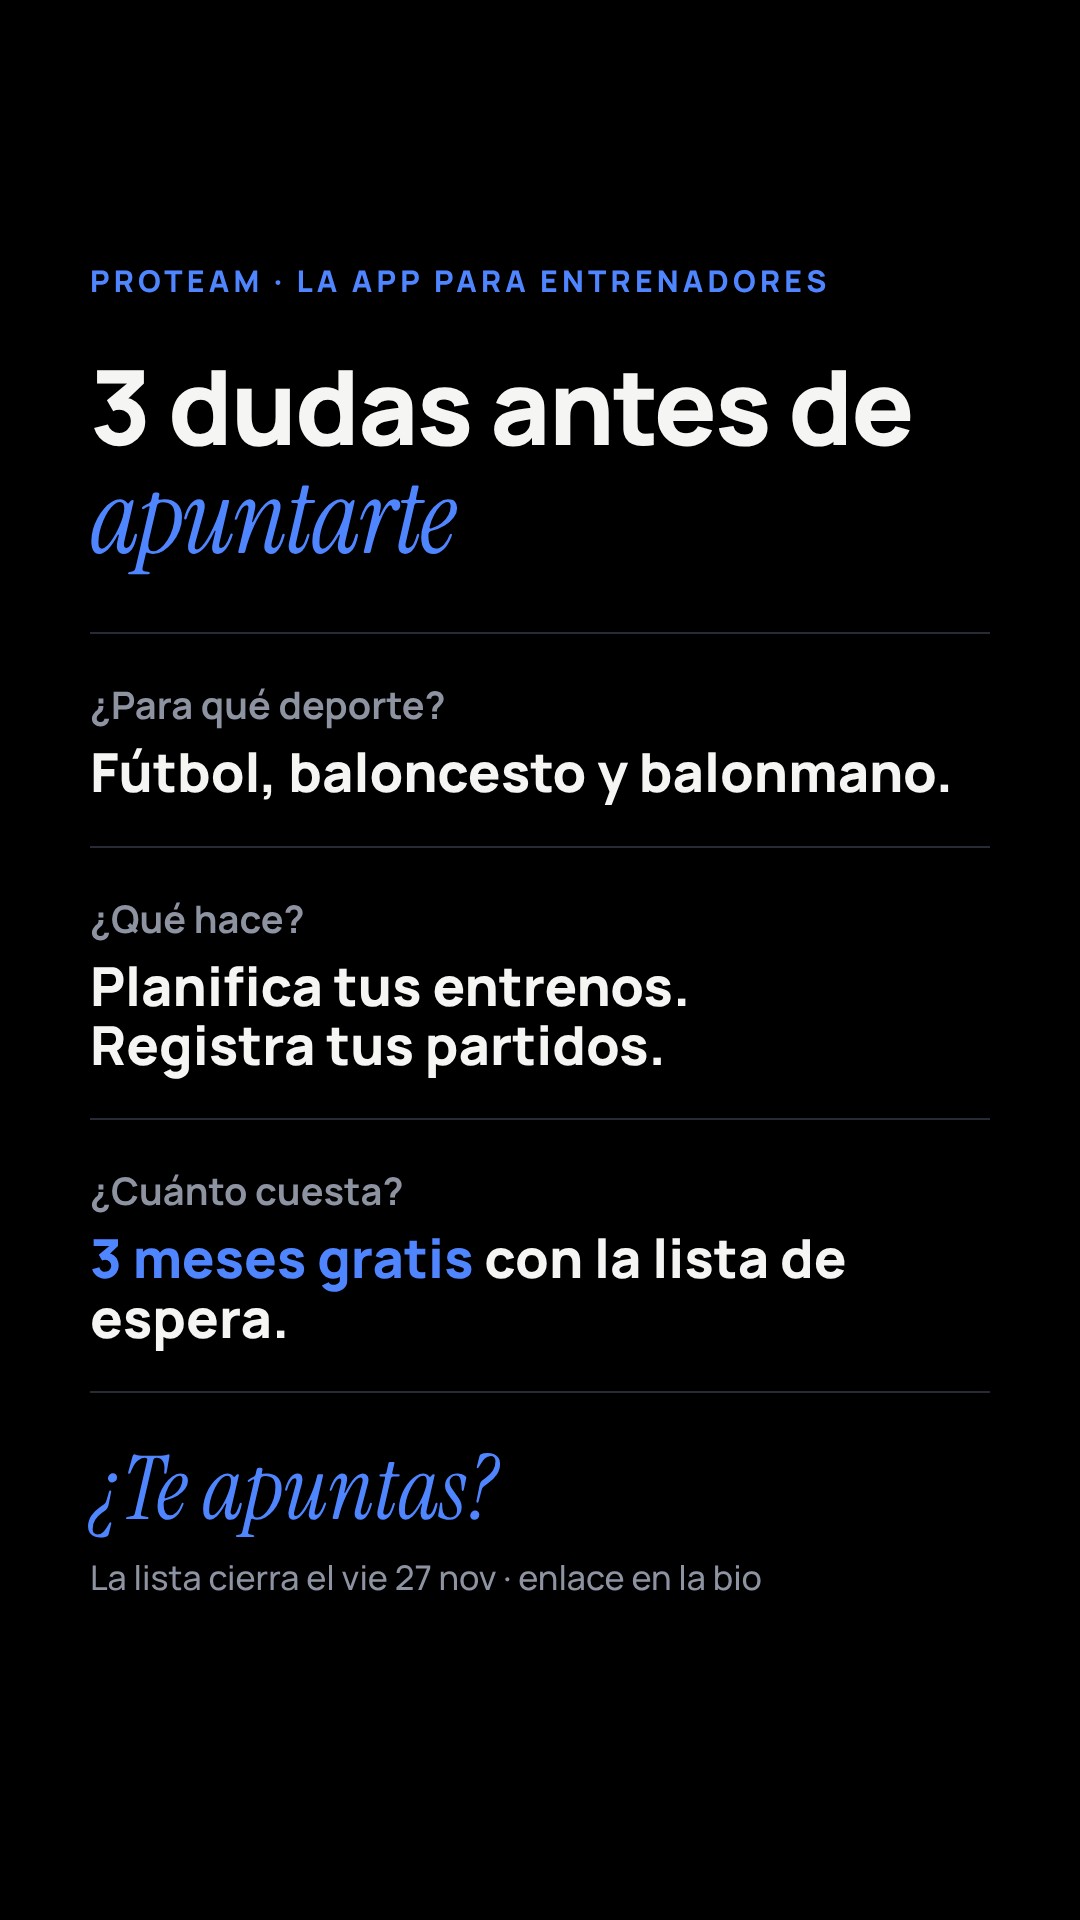 PROTEAM · LA APP PARA ENTRENADORES
3 dudas antes de
apuntarte
¿Para qué deporte?
Fútbol, baloncesto y balonmano.
¿Qué hace?
Planifica tus entrenos.
Registra tus partidos.
¿Cuánto cuesta?
3 meses gratis con la lista de
espera.
¿Te apuntas?
La lista cierra el vie 27 nov · enlace en la bio